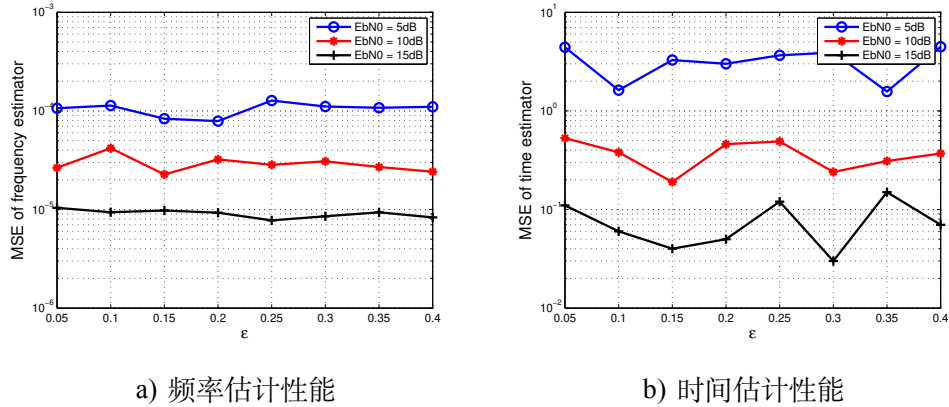 10⁻³
EbN0 = 5dB
EbN0 = 10dB
EbN0 = 15dB
10⁻⁴
10⁻⁵
10⁻⁶
MSE of frequency estimator
0.05 0.1 0.15 0.2 0.25 0.3 0.35 0.4
ε
a) 频率估计性能
10¹
EbN0 = 5dB
EbN0 = 10dB
EbN0 = 15dB
10⁰
10⁻¹
10⁻²
MSE of time estimator
0.05 0.1 0.15 0.2 0.25 0.3 0.35 0.4
ε
b) 时间估计性能